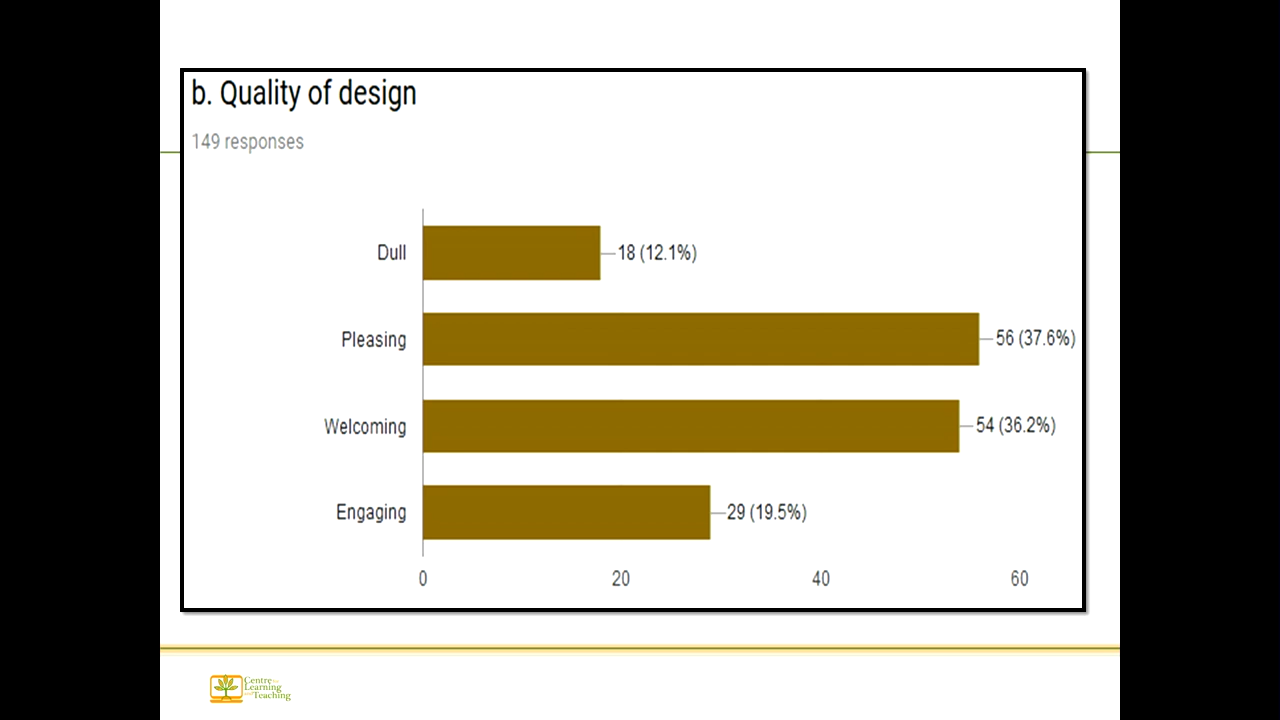 b. Quality of design
149 responses
Dull
18 (12.1%)
Pleasing
56 (37.6%)
Welcoming
54 (36.2%)
Engaging
29 (19.5%)
0
20
40
60
Centre
Learning
Teaching